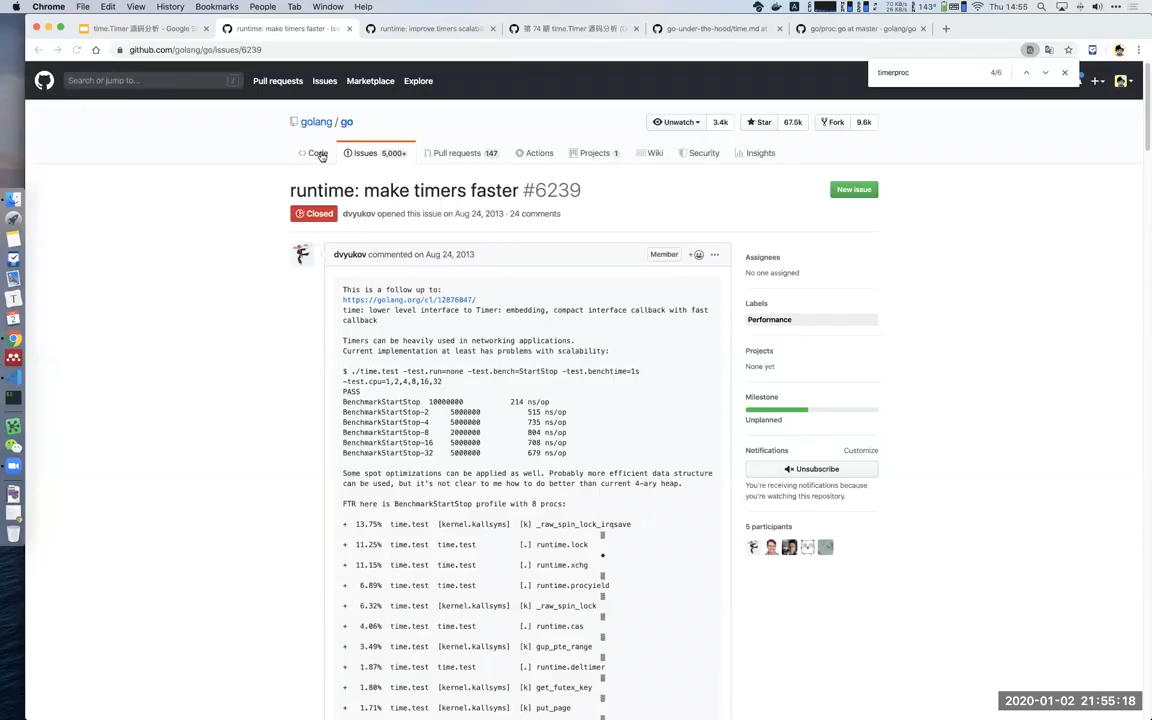 Chrome File Edit View History Bookmarks People Tab Window Help
143° Thu 14:55
time.Timer 源码分析 - Google S
runtime: make timers faster · Is
runtime: improve timers scalabi
第 74 期 time.Timer 源码分析 (G
go-under-the-hood/time.md at
go/proc.go at master · golang/go
github.com/golang/go/issues/6239
timerproc 4/6
Search or jump to... /
Pull requests Issues Marketplace Explore
golang / go
Unwatch 3.4k Star 67.5k Fork 9.6k
Code Issues 5,000+ Pull requests 147 Actions Projects 1 Wiki Security Insights
runtime: make timers faster #6239
New issue
Closed dvyukov opened this issue on Aug 24, 2013 · 24 comments
dvyukov commented on Aug 24, 2013 Member
This is a follow up to:
https://golang.org/cl/12876047/
time: lower level interface to Timer: embedding, compact interface callback with fast
callback
Timers can be heavily used in networking applications.
Current implementation at least has problems with scalability:
$ ./time.test -test.run=none -test.bench=StartStop -test.benchtime=1s
-test.cpu=1,2,4,8,16,32
PASS
BenchmarkStartStop 10000000 214 ns/op
BenchmarkStartStop-2 5000000 515 ns/op
BenchmarkStartStop-4 5000000 735 ns/op
BenchmarkStartStop-8 2000000 804 ns/op
BenchmarkStartStop-16 5000000 708 ns/op
BenchmarkStartStop-32 5000000 679 ns/op
Some spot optimizations can be applied as well. Probably more efficient data structure
can be used, but it's not clear to me how to do better than current 4-ary heap.
FTR here is BenchmarkStartStop profile with 8 procs:
+ 13.75% time.test [kernel.kallsyms] [k] _raw_spin_lock_irqsave
+ 11.25% time.test time.test [.] runtime.lock
+ 11.15% time.test time.test [.] runtime.xchg
+ 6.89% time.test time.test [.] runtime.procyield
+ 6.32% time.test [kernel.kallsyms] [k] _raw_spin_lock
+ 4.06% time.test time.test [.] runtime.cas
+ 3.49% time.test [kernel.kallsyms] [k] gup_pte_range
+ 1.87% time.test time.test [.] runtime.deltimer
+ 1.80% time.test [kernel.kallsyms] [k] get_futex_key
+ 1.71% time.test [kernel.kallsyms] [k] put_page
Assignees
No one assigned
Labels
Performance
Projects
None yet
Milestone
Unplanned
Notifications Customize
Unsubscribe
You're receiving notifications because
you're watching this repository.
5 participants
2020-01-02 21:55:18